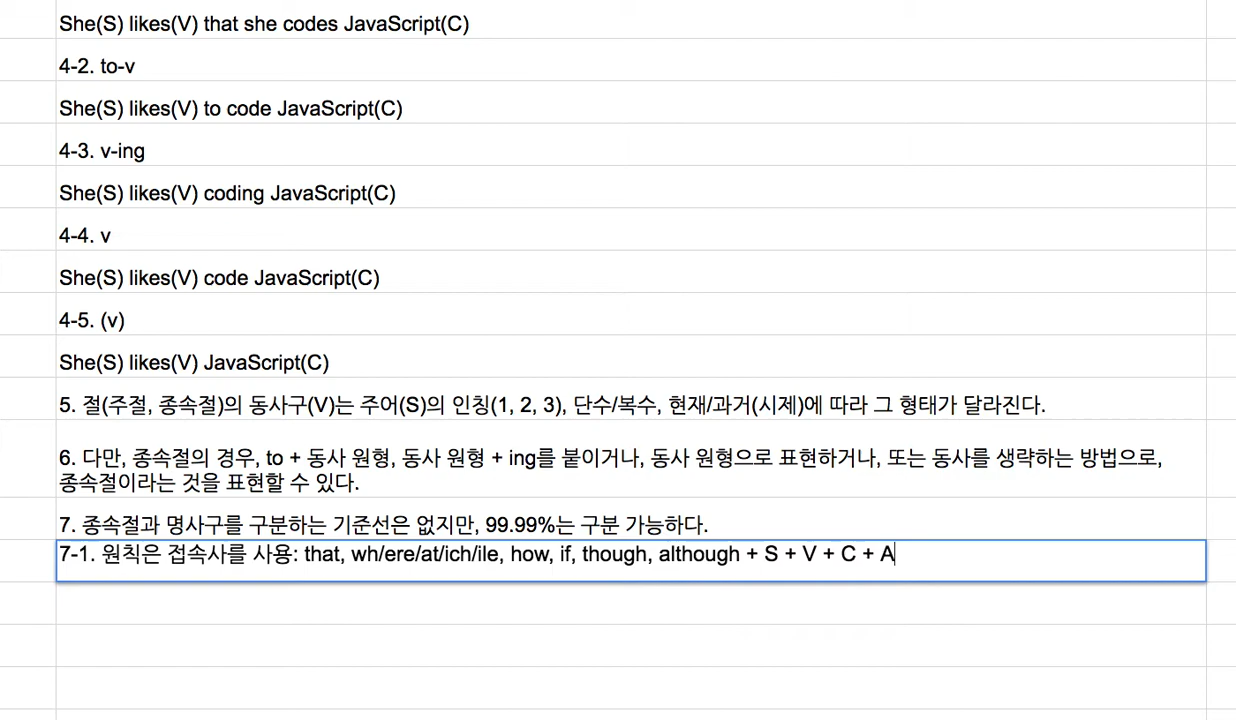 She(S) likes(V) that she codes JavaScript(C)
4-2. to-v
She(S) likes(V) to code JavaScript(C)
4-3. v-ing
She(S) likes(V) coding JavaScript(C)
4-4. v
She(S) likes(V) code JavaScript(C)
4-5. (v)
She(S) likes(V) JavaScript(C)
5. 절(주절, 종속절)의 동사구(V)는 주어(S)의 인칭(1, 2, 3), 단수/복수, 현재/과거(시제)에 따라 그 형태가 달라진다.
6. 다만, 종속절의 경우, to + 동사 원형, 동사 원형 + ing를 붙이거나, 동사 원형으로 표현하거나, 또는 동사를 생략하는 방법으로,
종속절이라는 것을 표현할 수 있다.
7. 종속절과 명사구를 구분하는 기준선은 없지만, 99.99%는 구분 가능하다.
7-1. 원칙은 접속사를 사용: that, wh/ere/at/ich/ile, how, if, though, although + S + V + C + A